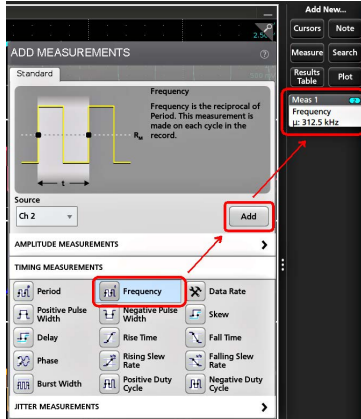 Add New...
Cursors
Note
Measure
Search
Results
Table
Plot
Meas 1
2
Frequency
µ: 312.5 kHz
ADD MEASUREMENTS
Standard
Frequency
Frequency is the reciprocal of
Period. This measurement is
made on each cycle in the
record.
RM
t
Source
Ch 2
Add
AMPLITUDE MEASUREMENTS
TIMING MEASUREMENTS
Period
Frequency
Data Rate
Positive Pulse
Width
Negative Pulse
Width
Skew
Delay
Rise Time
Fall Time
Phase
Rising Slew
Rate
Falling Slew
Rate
Burst Width
Positive Duty
Cycle
Negative Duty
Cycle
JITTER MEASUREMENTS